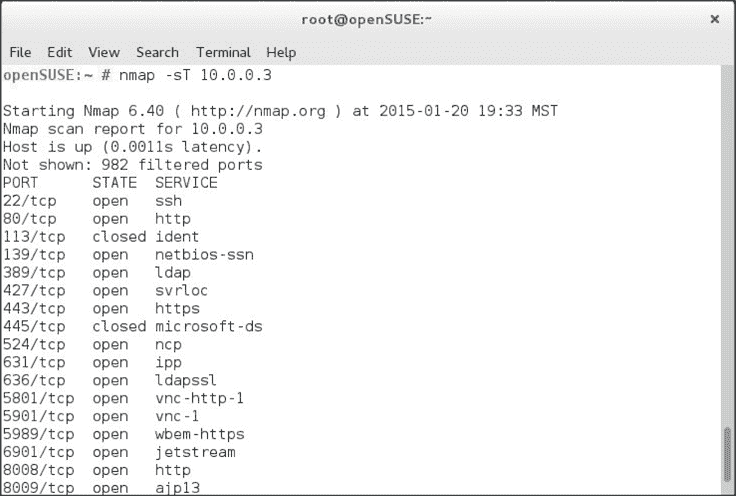 root@openSUSE:~ ×
File Edit View Search Terminal Help
openSUSE:~ # nmap -sT 10.0.0.3
Starting Nmap 6.40 ( http://nmap.org ) at 2015-01-20 19:33 MST
Nmap scan report for 10.0.0.3
Host is up (0.0011s latency).
Not shown: 982 filtered ports
PORT STATE SERVICE
22/tcp open ssh
80/tcp open http
113/tcp closed ident
139/tcp open netbios-ssn
389/tcp open ldap
427/tcp open svrloc
443/tcp open https
445/tcp closed microsoft-ds
524/tcp open ncp
631/tcp open ipp
636/tcp open ldapssl
5801/tcp open vnc-http-1
5901/tcp open vnc-1
5989/tcp open wbem-https
6901/tcp open jetstream
8008/tcp open http
8009/tcp open ajp13